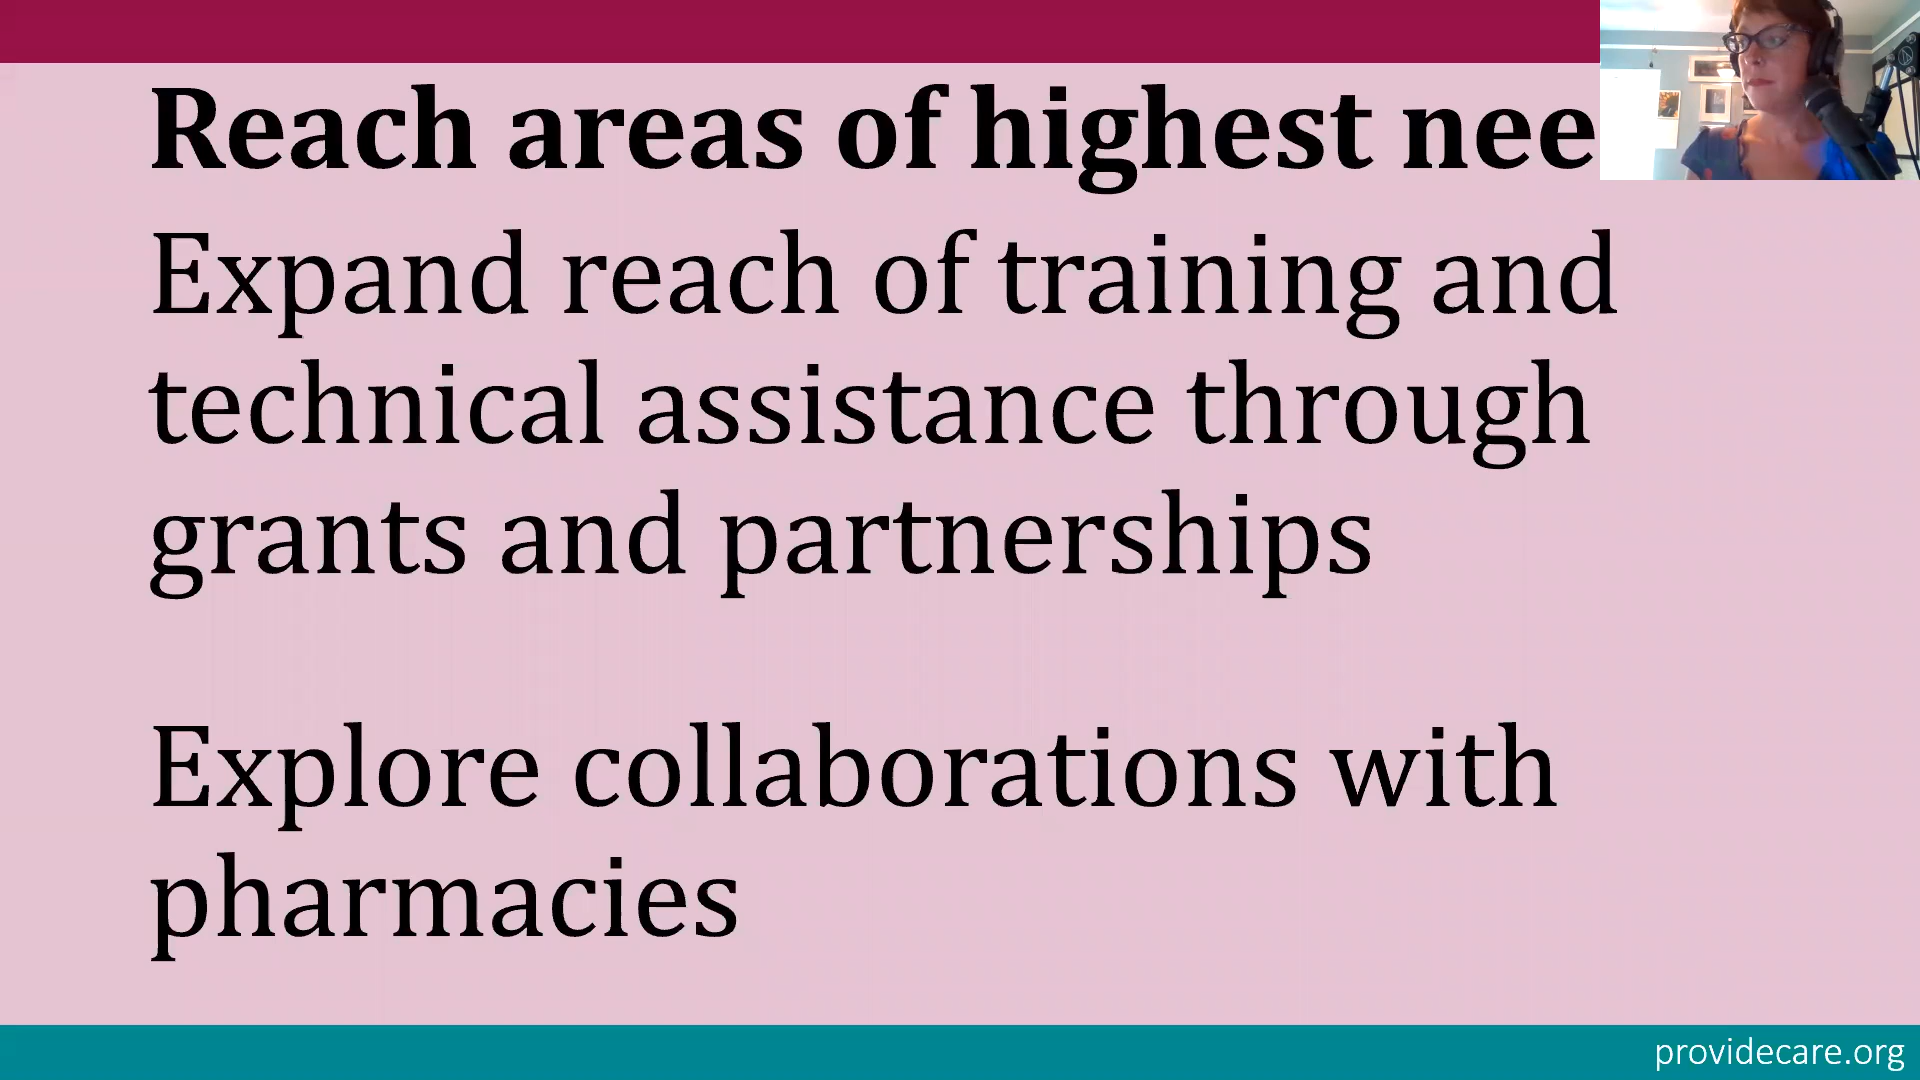 Reach areas of highest nee
Expand reach of training and
technical assistance through
grants and partnerships
Explore collaborations with
pharmacies
providecare.org